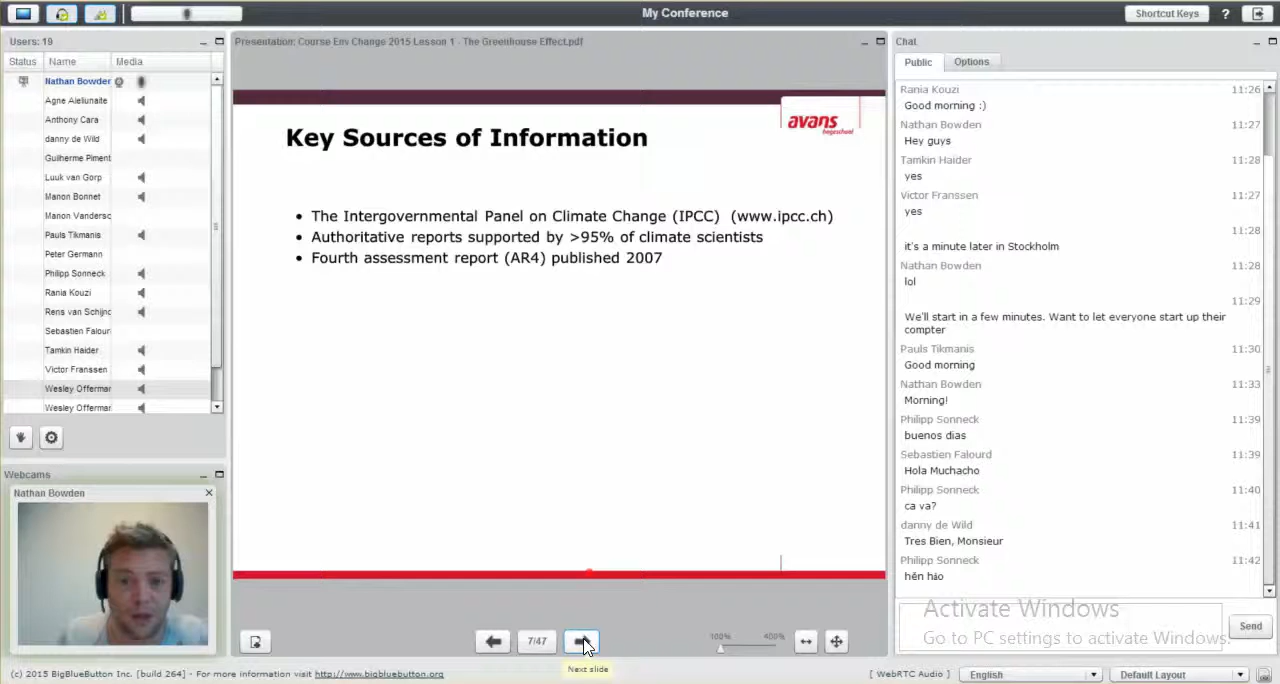 My Conference
Shortcut Keys
?
Users: 19
Status Name Media
Nathan Bowden
Agne Aleliunaite
Anthony Cara
danny de Wild
Guilherme Piment
Luuk van Gorp
Manon Bonnet
Manon Vandersc
Pauls Tikmanis
Peter Germann
Philipp Sonneck
Rania Kouzi
Rens van Schijnd
Sebastien Falour
Tamkin Haider
Victor Franssen
Wesley Offermar
Wesley Offermar
Webcams
Nathan Bowden
Presentation: Course Env Change 2015 Lesson 1 - The Greenhouse Effect.pdf
avans
hogeschool
Key Sources of Information
• The Intergovernmental Panel on Climate Change (IPCC) (www.ipcc.ch)
• Authoritative reports supported by >95% of climate scientists
• Fourth assessment report (AR4) published 2007
7/47
100% 400%
Next slide
Chat
Public Options
Rania Kouzi 11:26
Good morning :)
Nathan Bowden 11:27
Hey guys
Tamkin Haider 11:28
yes
Victor Franssen 11:27
yes
11:28
it's a minute later in Stockholm
Nathan Bowden 11:28
lol
11:29
We'll start in a few minutes. Want to let everyone start up their
compter
Pauls Tikmanis 11:30
Good morning
Nathan Bowden 11:33
Morning!
Philipp Sonneck 11:39
buenos dias
Sebastien Falourd 11:39
Hola Muchacho
Philipp Sonneck 11:40
ca va?
danny de Wild 11:41
Tres Bien, Monsieur
Philipp Sonneck 11:42
hěn hǎo
Activate Windows
Go to PC settings to activate Windows.
Send
(c) 2015 BigBlueButton Inc. [build 264] - For more information visit http://www.bigbluebutton.org
[ WebRTC Audio ] English Default Layout